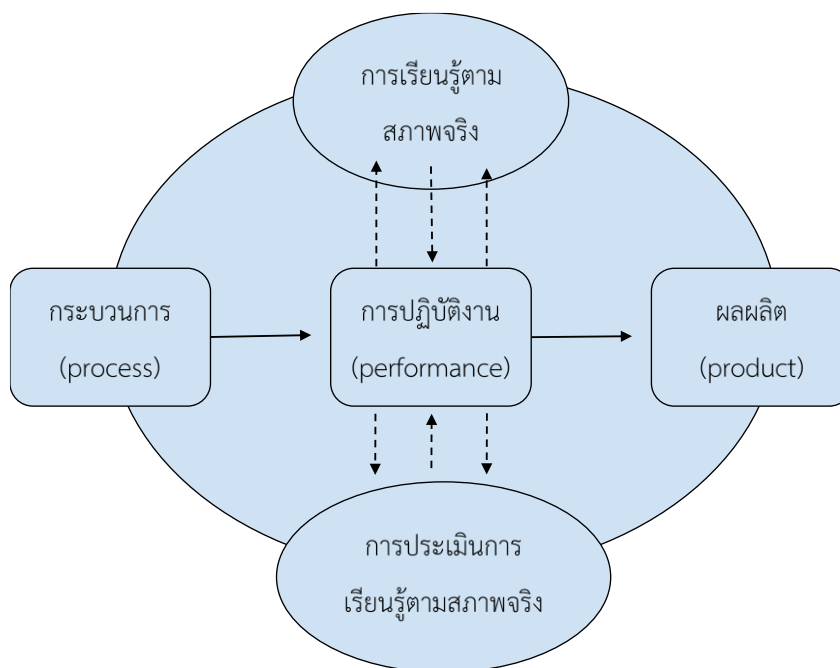 การเรียนรู้ตาม
สภาพจริง
กระบวนการ
(process)
การปฏิบัติงาน
(performance)
ผลผลิต
(product)
การประเมินการ
เรียนรู้ตามสภาพจริง